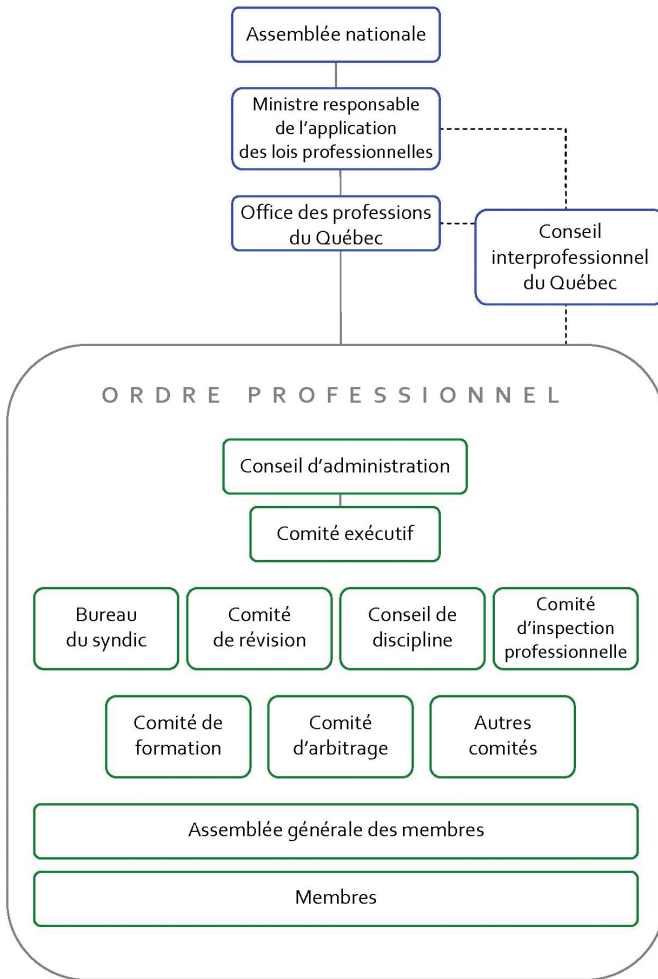 Assemblée nationale
Ministre responsable
de l'application
des lois professionnelles
Office des professions
du Québec
Conseil
interprofessionnel
du Québec
ORDRE PROFESSIONNEL
Conseil d'administration
Comité exécutif
Bureau
du syndic
Comité
de révision
Conseil de
discipline
Comité
d'inspection
professionnelle
Comité de
formation
Comité
d'arbitrage
Autres
comités
Assemblée générale des membres
Membres